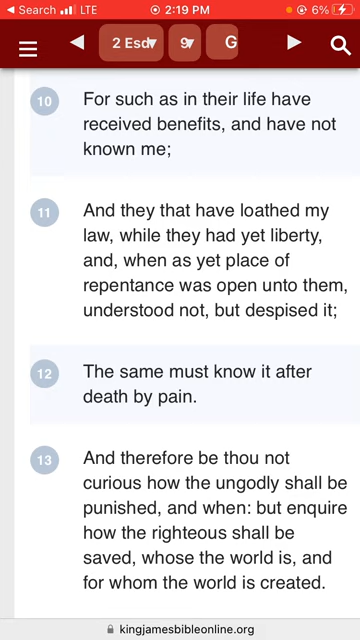 Search LTE 2:19 PM 6%
2 Esd 9 G
10 For such as in their life have
received benefits, and have not
known me;
11 And they that have loathed my
law, while they had yet liberty,
and, when as yet place of
repentance was open unto them,
understood not, but despised it;
12 The same must know it after
death by pain.
13 And therefore be thou not
curious how the ungodly shall be
punished, and when: but enquire
how the righteous shall be
saved, whose the world is, and
for whom the world is created.
kingjamesbibleonline.org